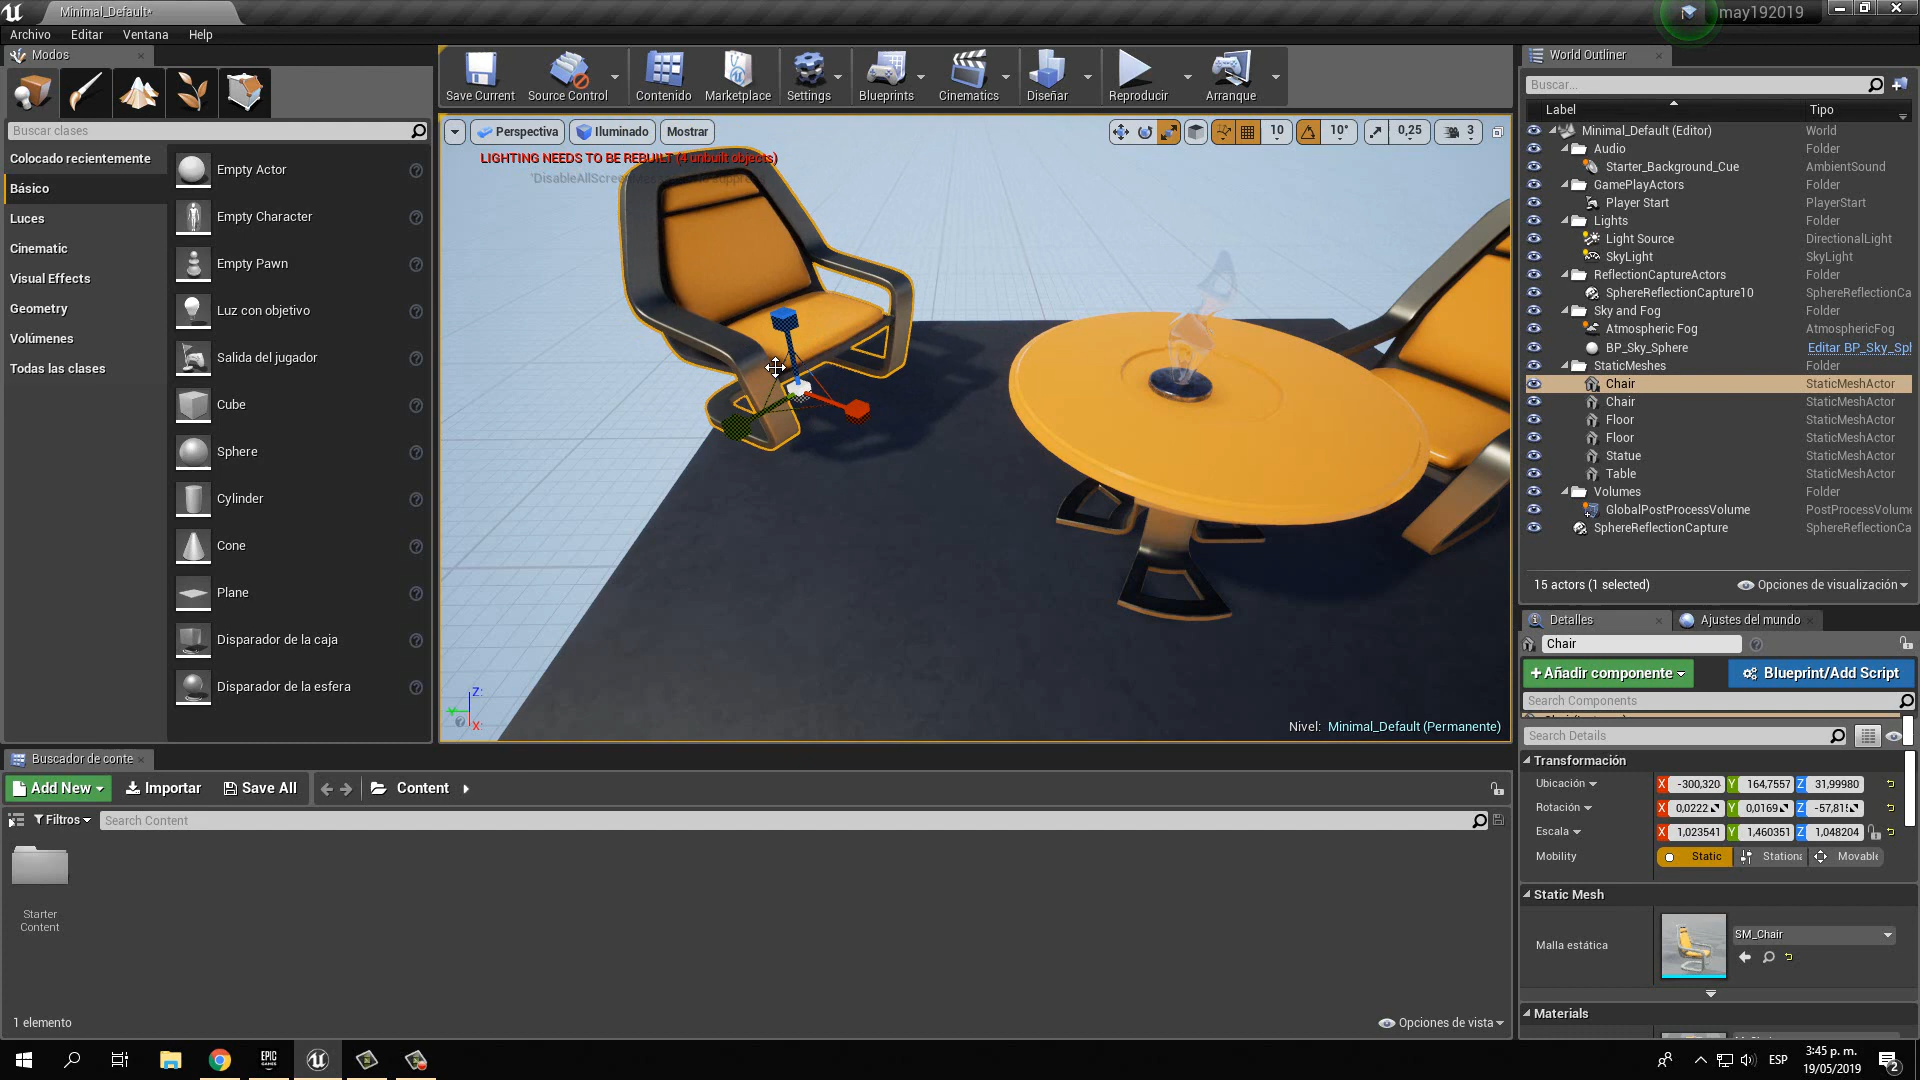 Minimal_Default*
may192019
Archivo
Editar
Ventana
Help
Modos
Buscar clases
Colocado recientemente
Básico
Luces
Cinematic
Visual Effects
Geometry
Volúmenes
Todas las clases
Empty Actor
Empty Character
Empty Pawn
Luz con objetivo
Salida del jugador
Cube
Sphere
Cylinder
Cone
Plane
Disparador de la caja
Disparador de la esfera
Save Current
Source Control
Contenido
Marketplace
Settings
Blueprints
Cinematics
Diseñar
Reproducir
Arranque
Perspectiva
Iluminado
Mostrar
10
10°
0,25
3
LIGHTING NEEDS TO BE REBUILT (4 unbuilt objects)
Z
Y
X
Nivel: Minimal_Default (Permanente)
World Outliner
Buscar...
Label
Tipo
Minimal_Default (Editor) World
Audio Folder
Starter_Background_Cue AmbientSound
GamePlayActors Folder
Player Start PlayerStart
Lights Folder
Light Source DirectionalLight
SkyLight SkyLight
ReflectionCaptureActors Folder
SphereReflectionCapture10 SphereReflectionCa
Sky and Fog Folder
Atmospheric Fog AtmosphericFog
BP_Sky_Sphere Editar BP_Sky_Spl
StaticMeshes Folder
Chair StaticMeshActor
Chair StaticMeshActor
Floor StaticMeshActor
Floor StaticMeshActor
Statue StaticMeshActor
Table StaticMeshActor
Volumes Folder
GlobalPostProcessVolume PostProcessVolume
SphereReflectionCapture SphereReflectionCa
15 actors (1 selected)
Opciones de visualización
Detalles
Ajustes del mundo
Chair
+Añadir componente
Blueprint/Add Script
Search Components
Search Details
Transformación
Ubicación X -300,320 Y 164,7557 Z 31,99980
Rotación X 0,0222 Y 0,0169 Z -57,81
Escala X 1,023541 Y 1,460351 Z 1,048204
Mobility Static Stationa Movable
Static Mesh
Malla estática
SM_Chair
Materials
Buscador de conte
Add New
Importar
Save All
Content
Filtros
Search Content
Starter
Content
1 elemento
Opciones de vista
EPIC
GAMES
ESP
3:45 p. m.
19/05/2019
2